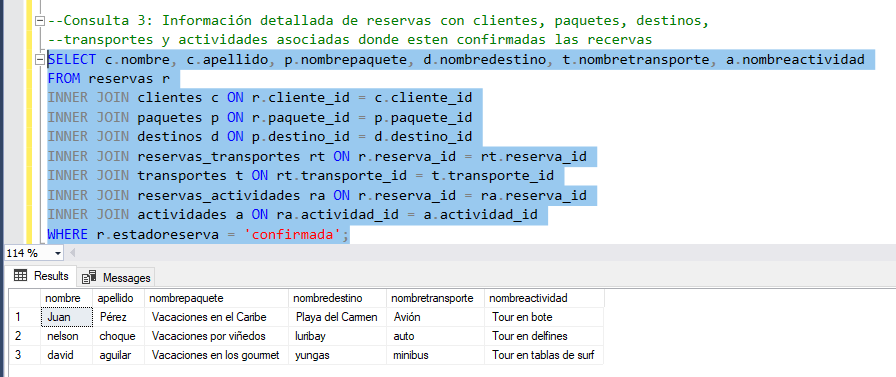 --Consulta 3: Información detallada de reservas con clientes, paquetes, destinos,
--transportes y actividades asociadas donde esten confirmadas las recervas
SELECT c.nombre, c.apellido, p.nombrepaquete, d.nombredestino, t.nombretransporte, a.nombreactividad
FROM reservas r
INNER JOIN clientes c ON r.cliente_id = c.cliente_id
INNER JOIN paquetes p ON r.paquete_id = p.paquete_id
INNER JOIN destinos d ON p.destino_id = d.destino_id
INNER JOIN reservas_transportes rt ON r.reserva_id = rt.reserva_id
INNER JOIN transportes t ON rt.transporte_id = t.transporte_id
INNER JOIN reservas_actividades ra ON r.reserva_id = ra.reserva_id
INNER JOIN actividades a ON ra.actividad_id = a.actividad_id
WHERE r.estadoreserva = 'confirmada';
114 %
Results Messages
nombre apellido nombrepaquete nombredestino nombretransporte nombreactividad
1 Juan Pérez Vacaciones en el Caribe Playa del Carmen Avión Tour en bote
2 nelson choque Vacaciones por viñedos luribay auto Tour en delfines
3 david aguilar Vacaciones en los gourmet yungas minibus Tour en tablas de surf